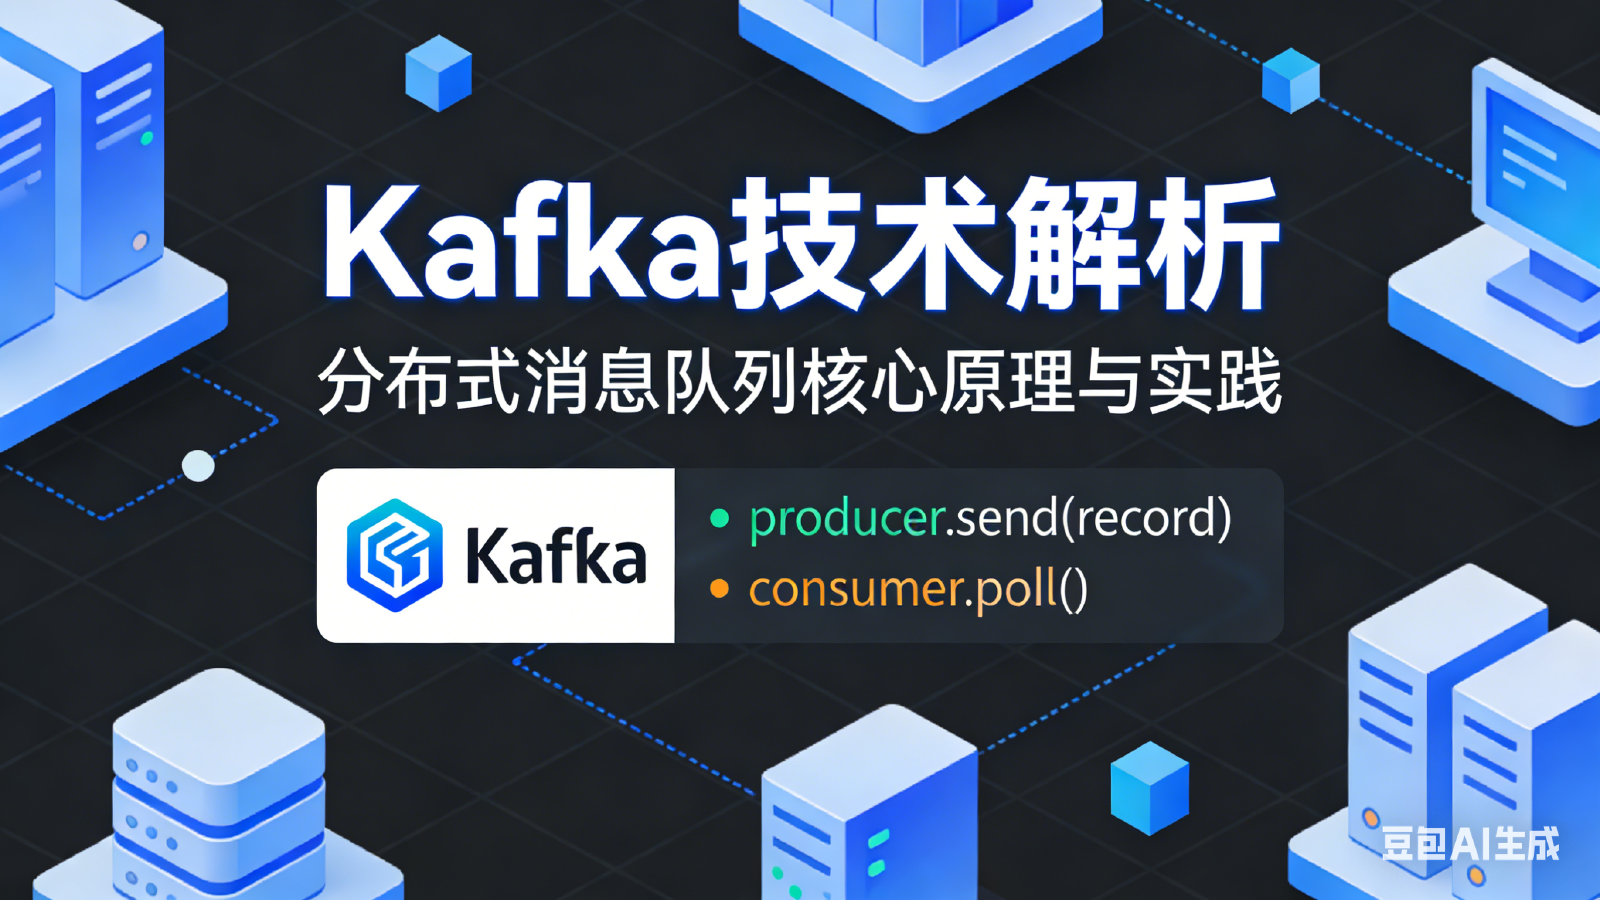 Kafka技术解析
分布式消息队列核心原理与实践
Kafka
• producer.send(record)
• consumer.poll()
豆包AI生成